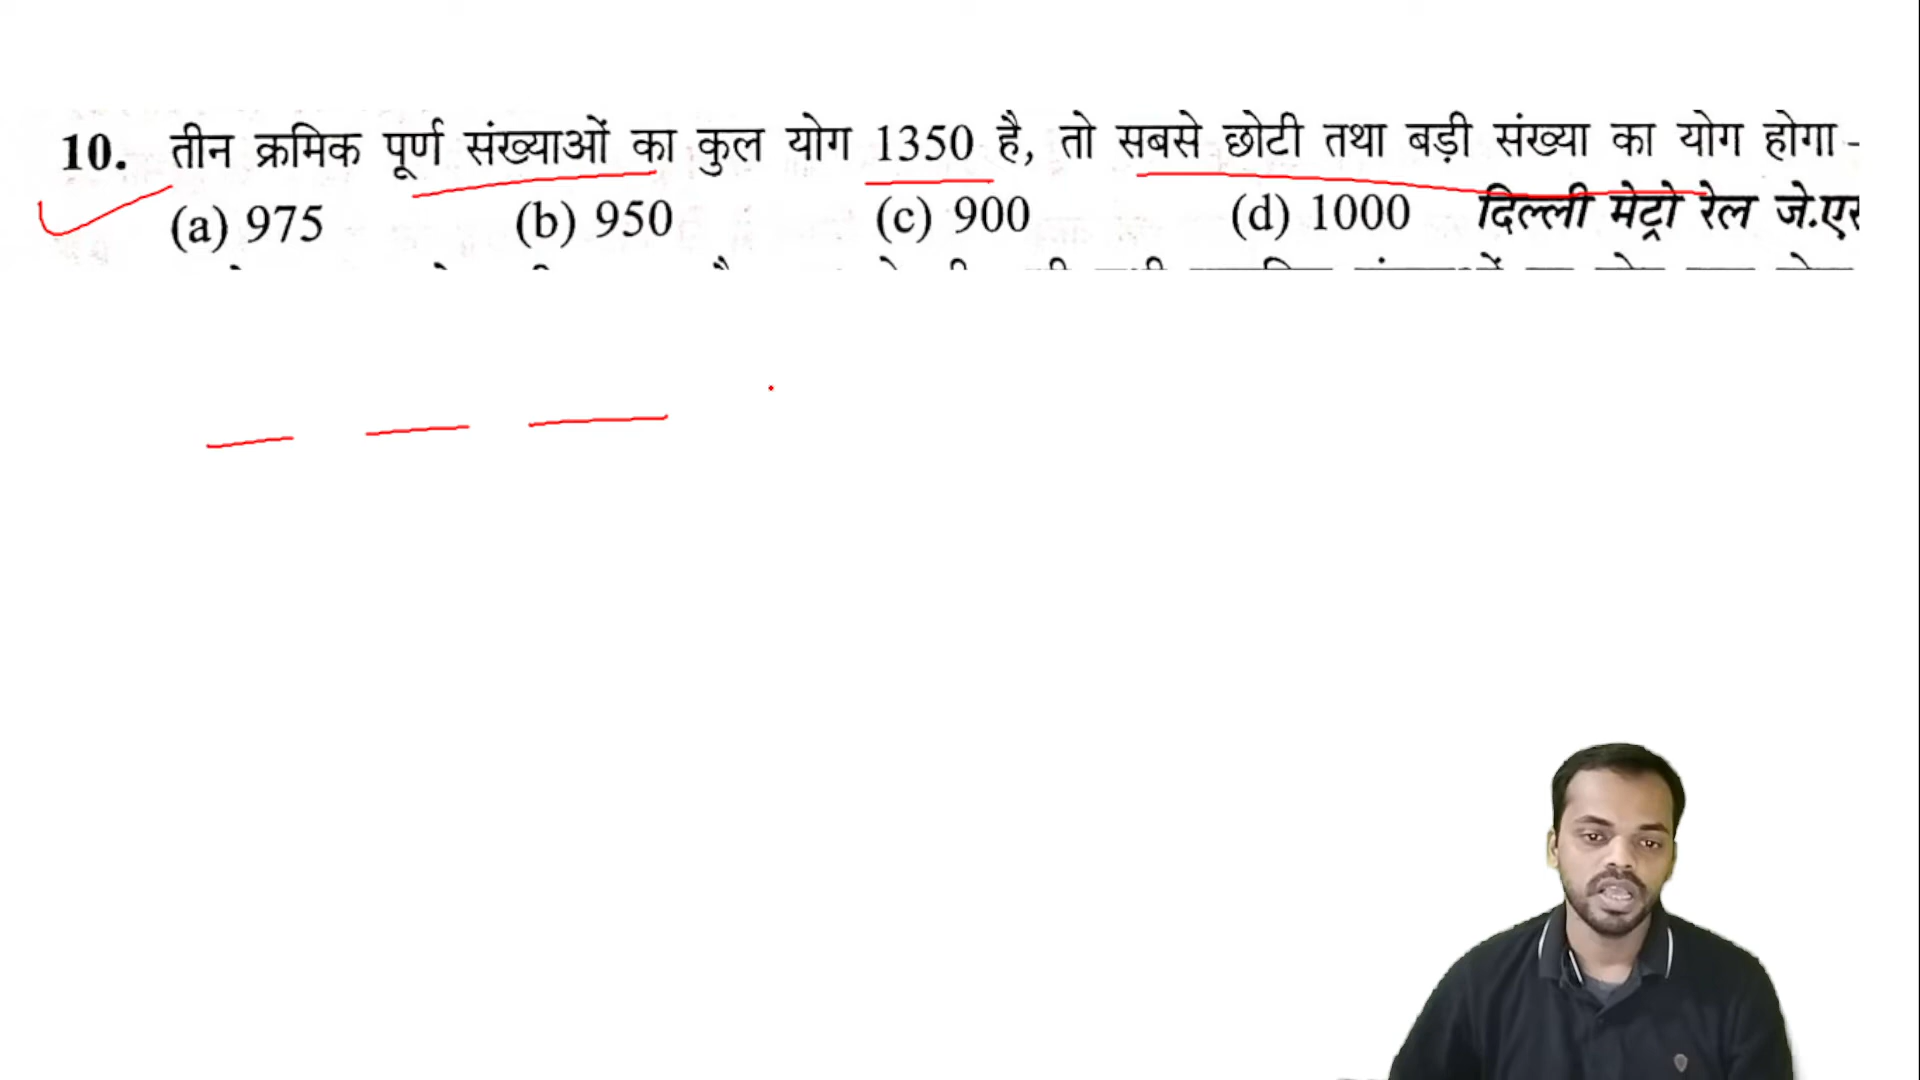 10. तीन क्रमिक पूर्ण संख्याओं का कुल योग 1350 है, तो सबसे छोटी तथा बड़ी संख्या का योग होगा -
(a) 975 (b) 950 (c) 900 (d) 1000 दिल्ली मेट्रो रेल